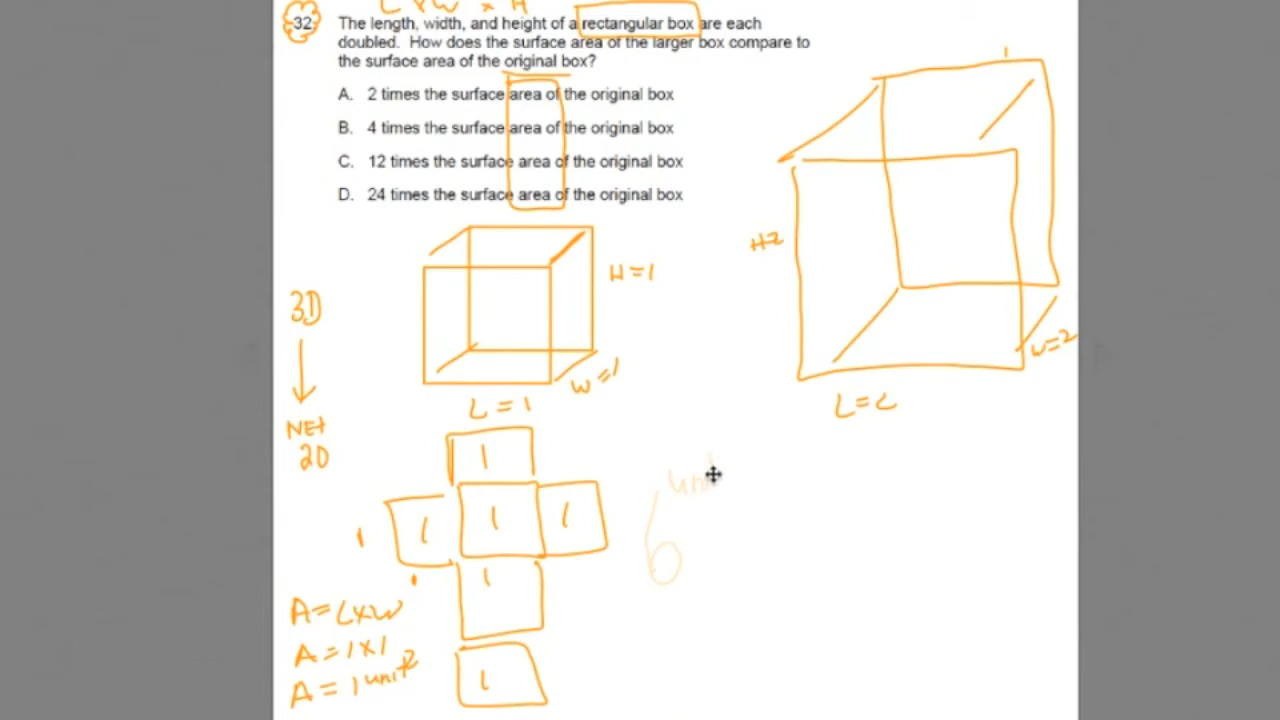 L x W x H
32 The length, width, and height of a rectangular box are each
doubled. How does the surface area of the larger box compare to
the surface area of the original box?
A. 2 times the surface area of the original box
B. 4 times the surface area of the original box
C. 12 times the surface area of the original box
D. 24 times the surface area of the original box
1
H=2
W=2
L=2
H=1
W=1
L=1
3D
NET
2D
1
1
1
1
1
1
1
1
A=LxW
A=1x1
A=1 unit²
6